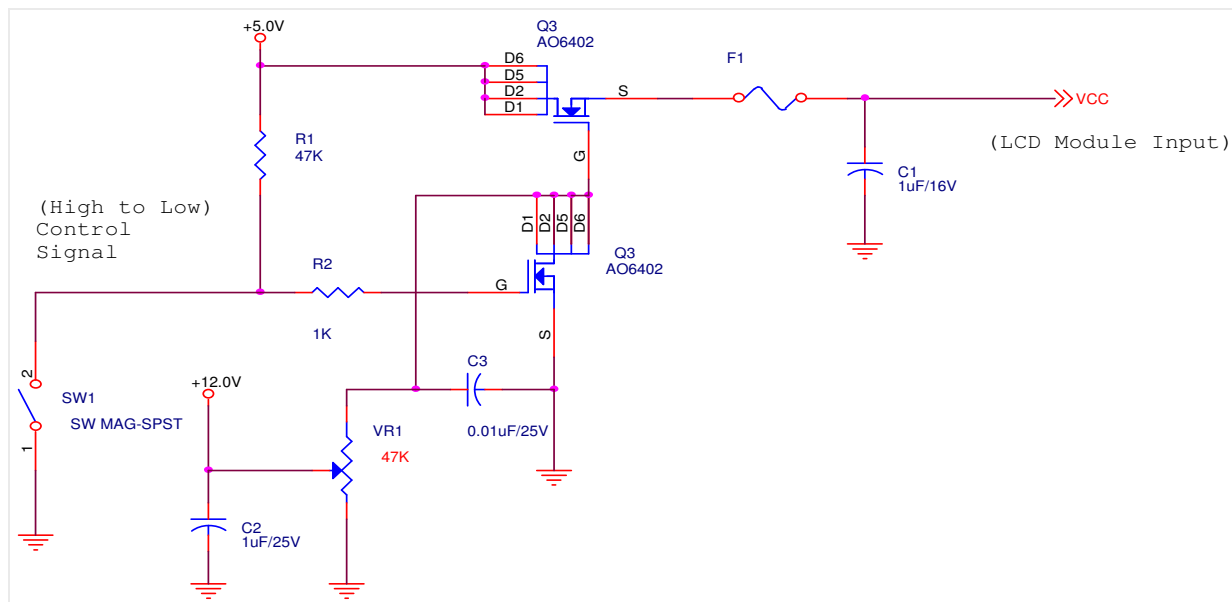 +5.0V
Q3
AO6402
F1
D6
D5
D2
D1
S
VCC
(LCD Module Input)
R1
47K
G
C1
1uF/16V
(High to Low)
Control
Signal
D1
D2
D5
D6
Q3
AO6402
R2
G
1K
S
C3
2
+12.0V
SW1
SW MAG-SPST
VR1
0.01uF/25V
1
47K
C2
1uF/25V